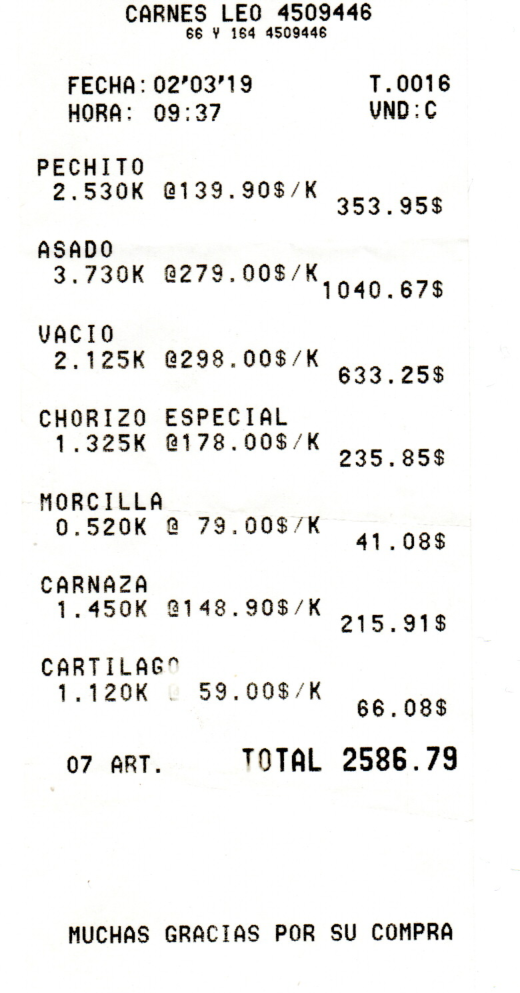 CARNES LEO 4509446
66 Y 164 4509446
FECHA: 02'03'19 T.0016
HORA: 09:37 VND:C
PECHITO
2.530K @139.90$/K 353.95$
ASADO
3.730K @279.00$/K 1040.67$
VACIO
2.125K @298.00$/K 633.25$
CHORIZO ESPECIAL
1.325K @178.00$/K 235.85$
MORCILLA
0.520K @ 79.00$/K 41.08$
CARNAZA
1.450K @148.90$/K 215.91$
CARTILAGO
1.120K @ 59.00$/K 66.08$
07 ART. TOTAL 2586.79
MUCHAS GRACIAS POR SU COMPRA